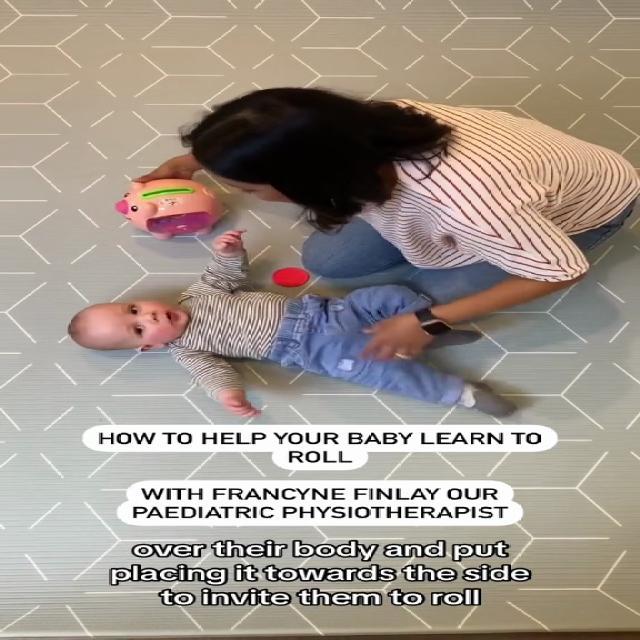 HOW TO HELP YOUR BABY LEARN TO
ROLL
WITH FRANCYNE FINLAY OUR
PAEDIATRIC PHYSIOTHERAPIST
over their body and put
placing it towards the side
to invite them to roll